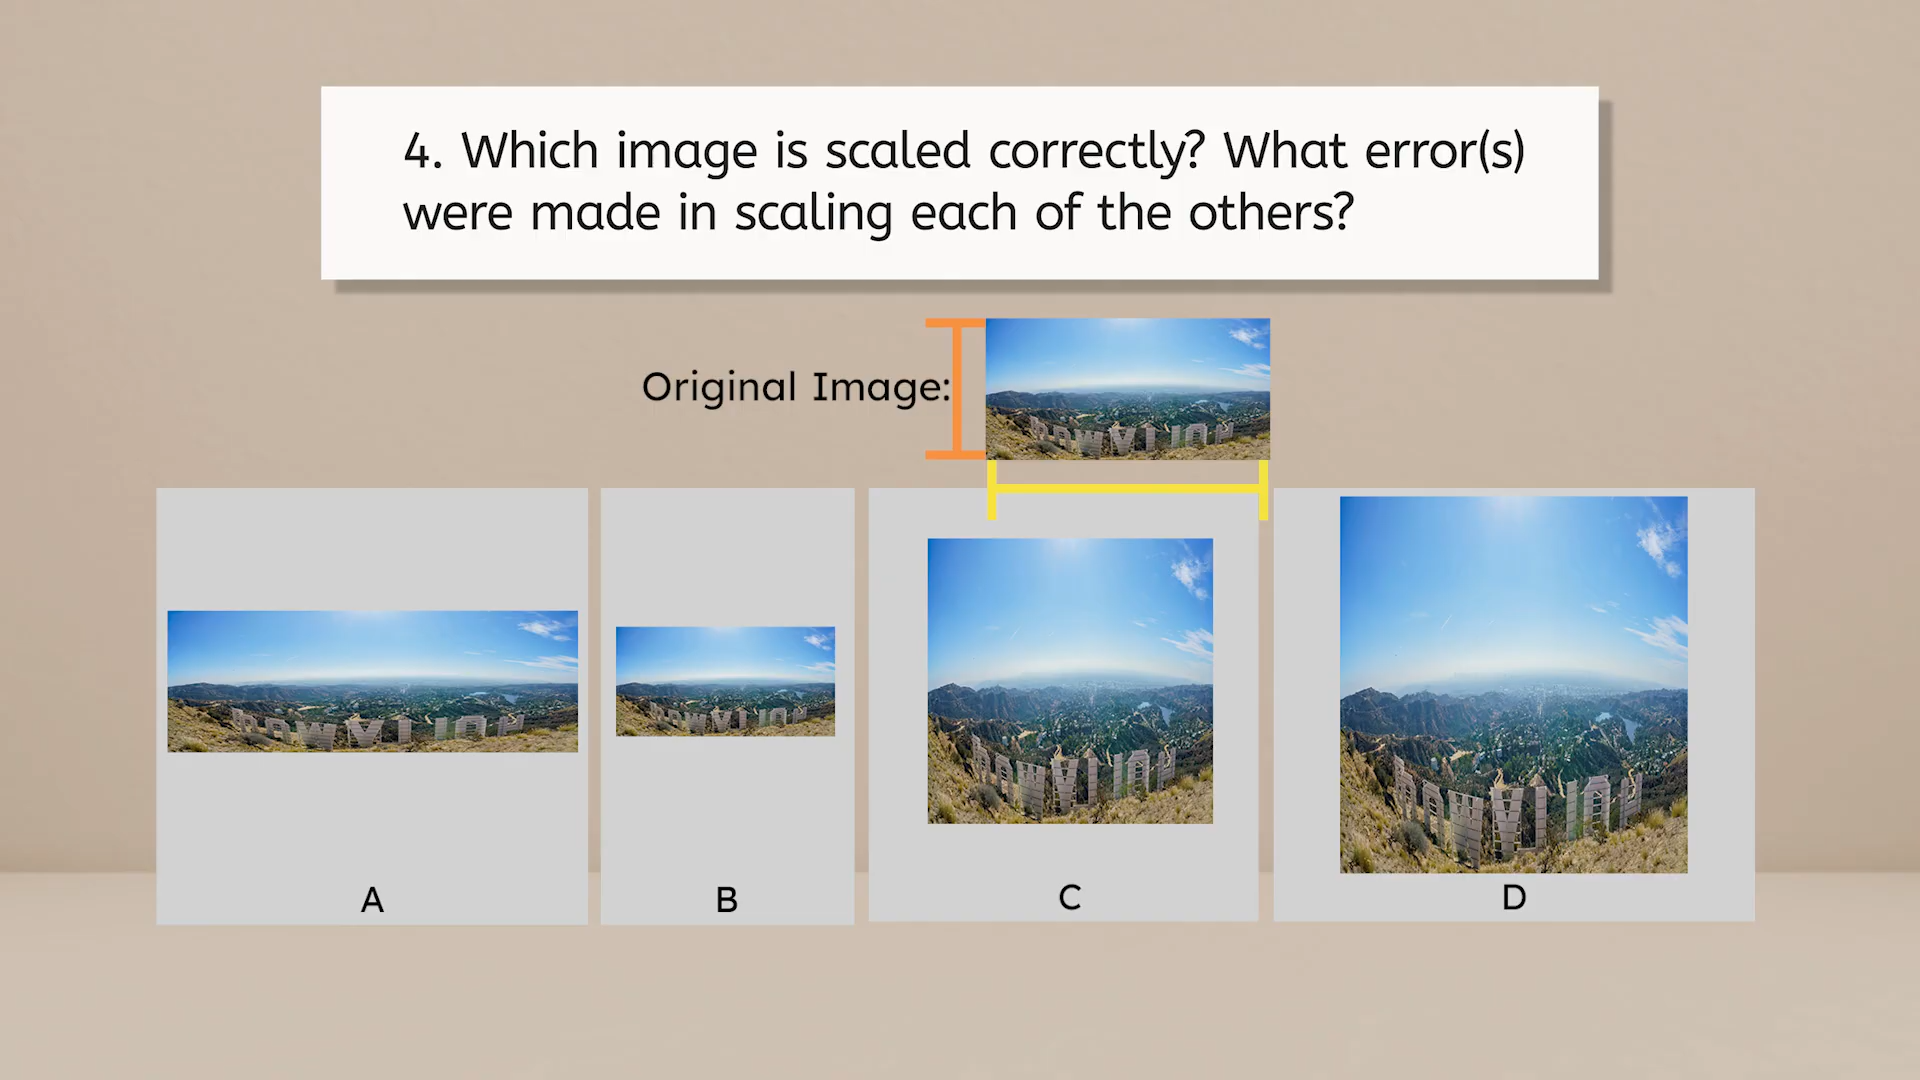 4. Which image is scaled correctly? What error(s)
were made in scaling each of the others?
Original Image:
A
B
C
D